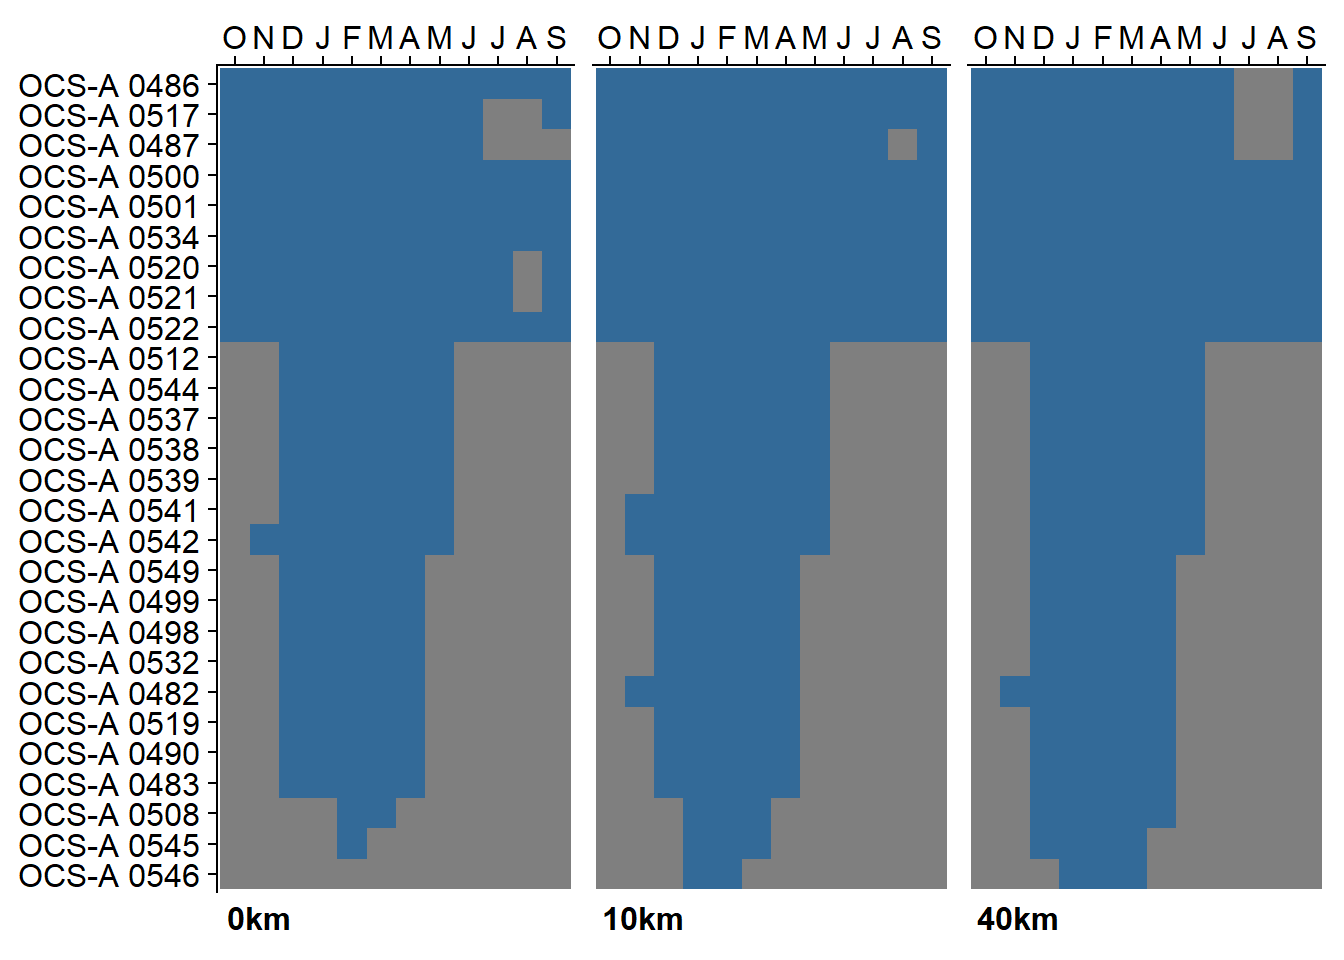 O N D J F M A M J J A S O N D J F M A M J J A S O N D J F M A M J J A S
OCS-A 0486
OCS-A 0517
OCS-A 0487
OCS-A 0500
OCS-A 0501
OCS-A 0534
OCS-A 0520
OCS-A 0521
OCS-A 0522
OCS-A 0512
OCS-A 0544
OCS-A 0537
OCS-A 0538
OCS-A 0539
OCS-A 0541
OCS-A 0542
OCS-A 0549
OCS-A 0499
OCS-A 0498
OCS-A 0532
OCS-A 0482
OCS-A 0519
OCS-A 0490
OCS-A 0483
OCS-A 0508
OCS-A 0545
OCS-A 0546
0km 10km 40km